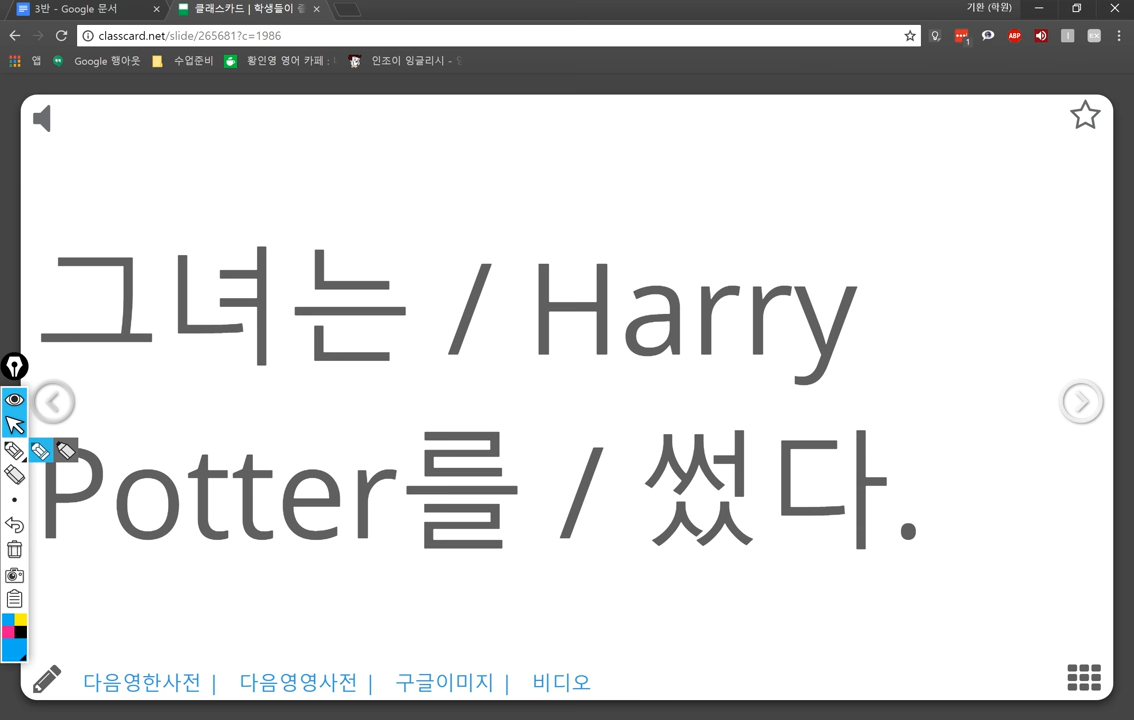 3반 - Google 문서
클래스카드 | 학생들이
기환 (학원)
classcard.net/slide/265681?c=1986
ABP
앱
Google 행아웃
수업준비
황인영 영어 카페 :
인조이 잉글리시 -
그녀는 / Harry
Potter를 / 썼다.
다음영한사전 |
다음영영사전 |
구글이미지 |
비디오